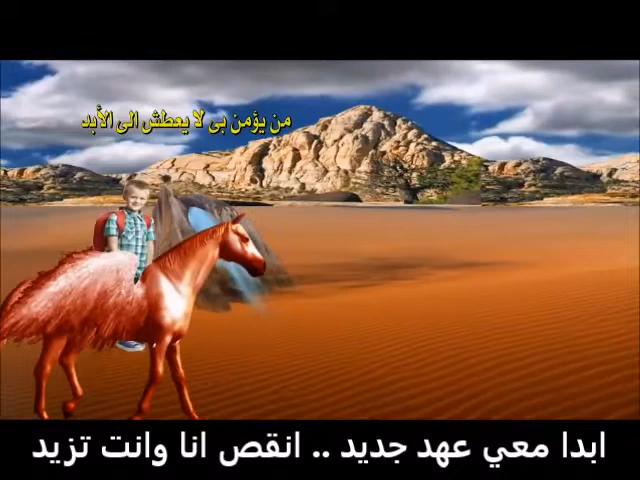 من يؤمن بى لا يعطش الى الأبد
ابدا معي عهد جديد .. انقص انا وانت تزيد